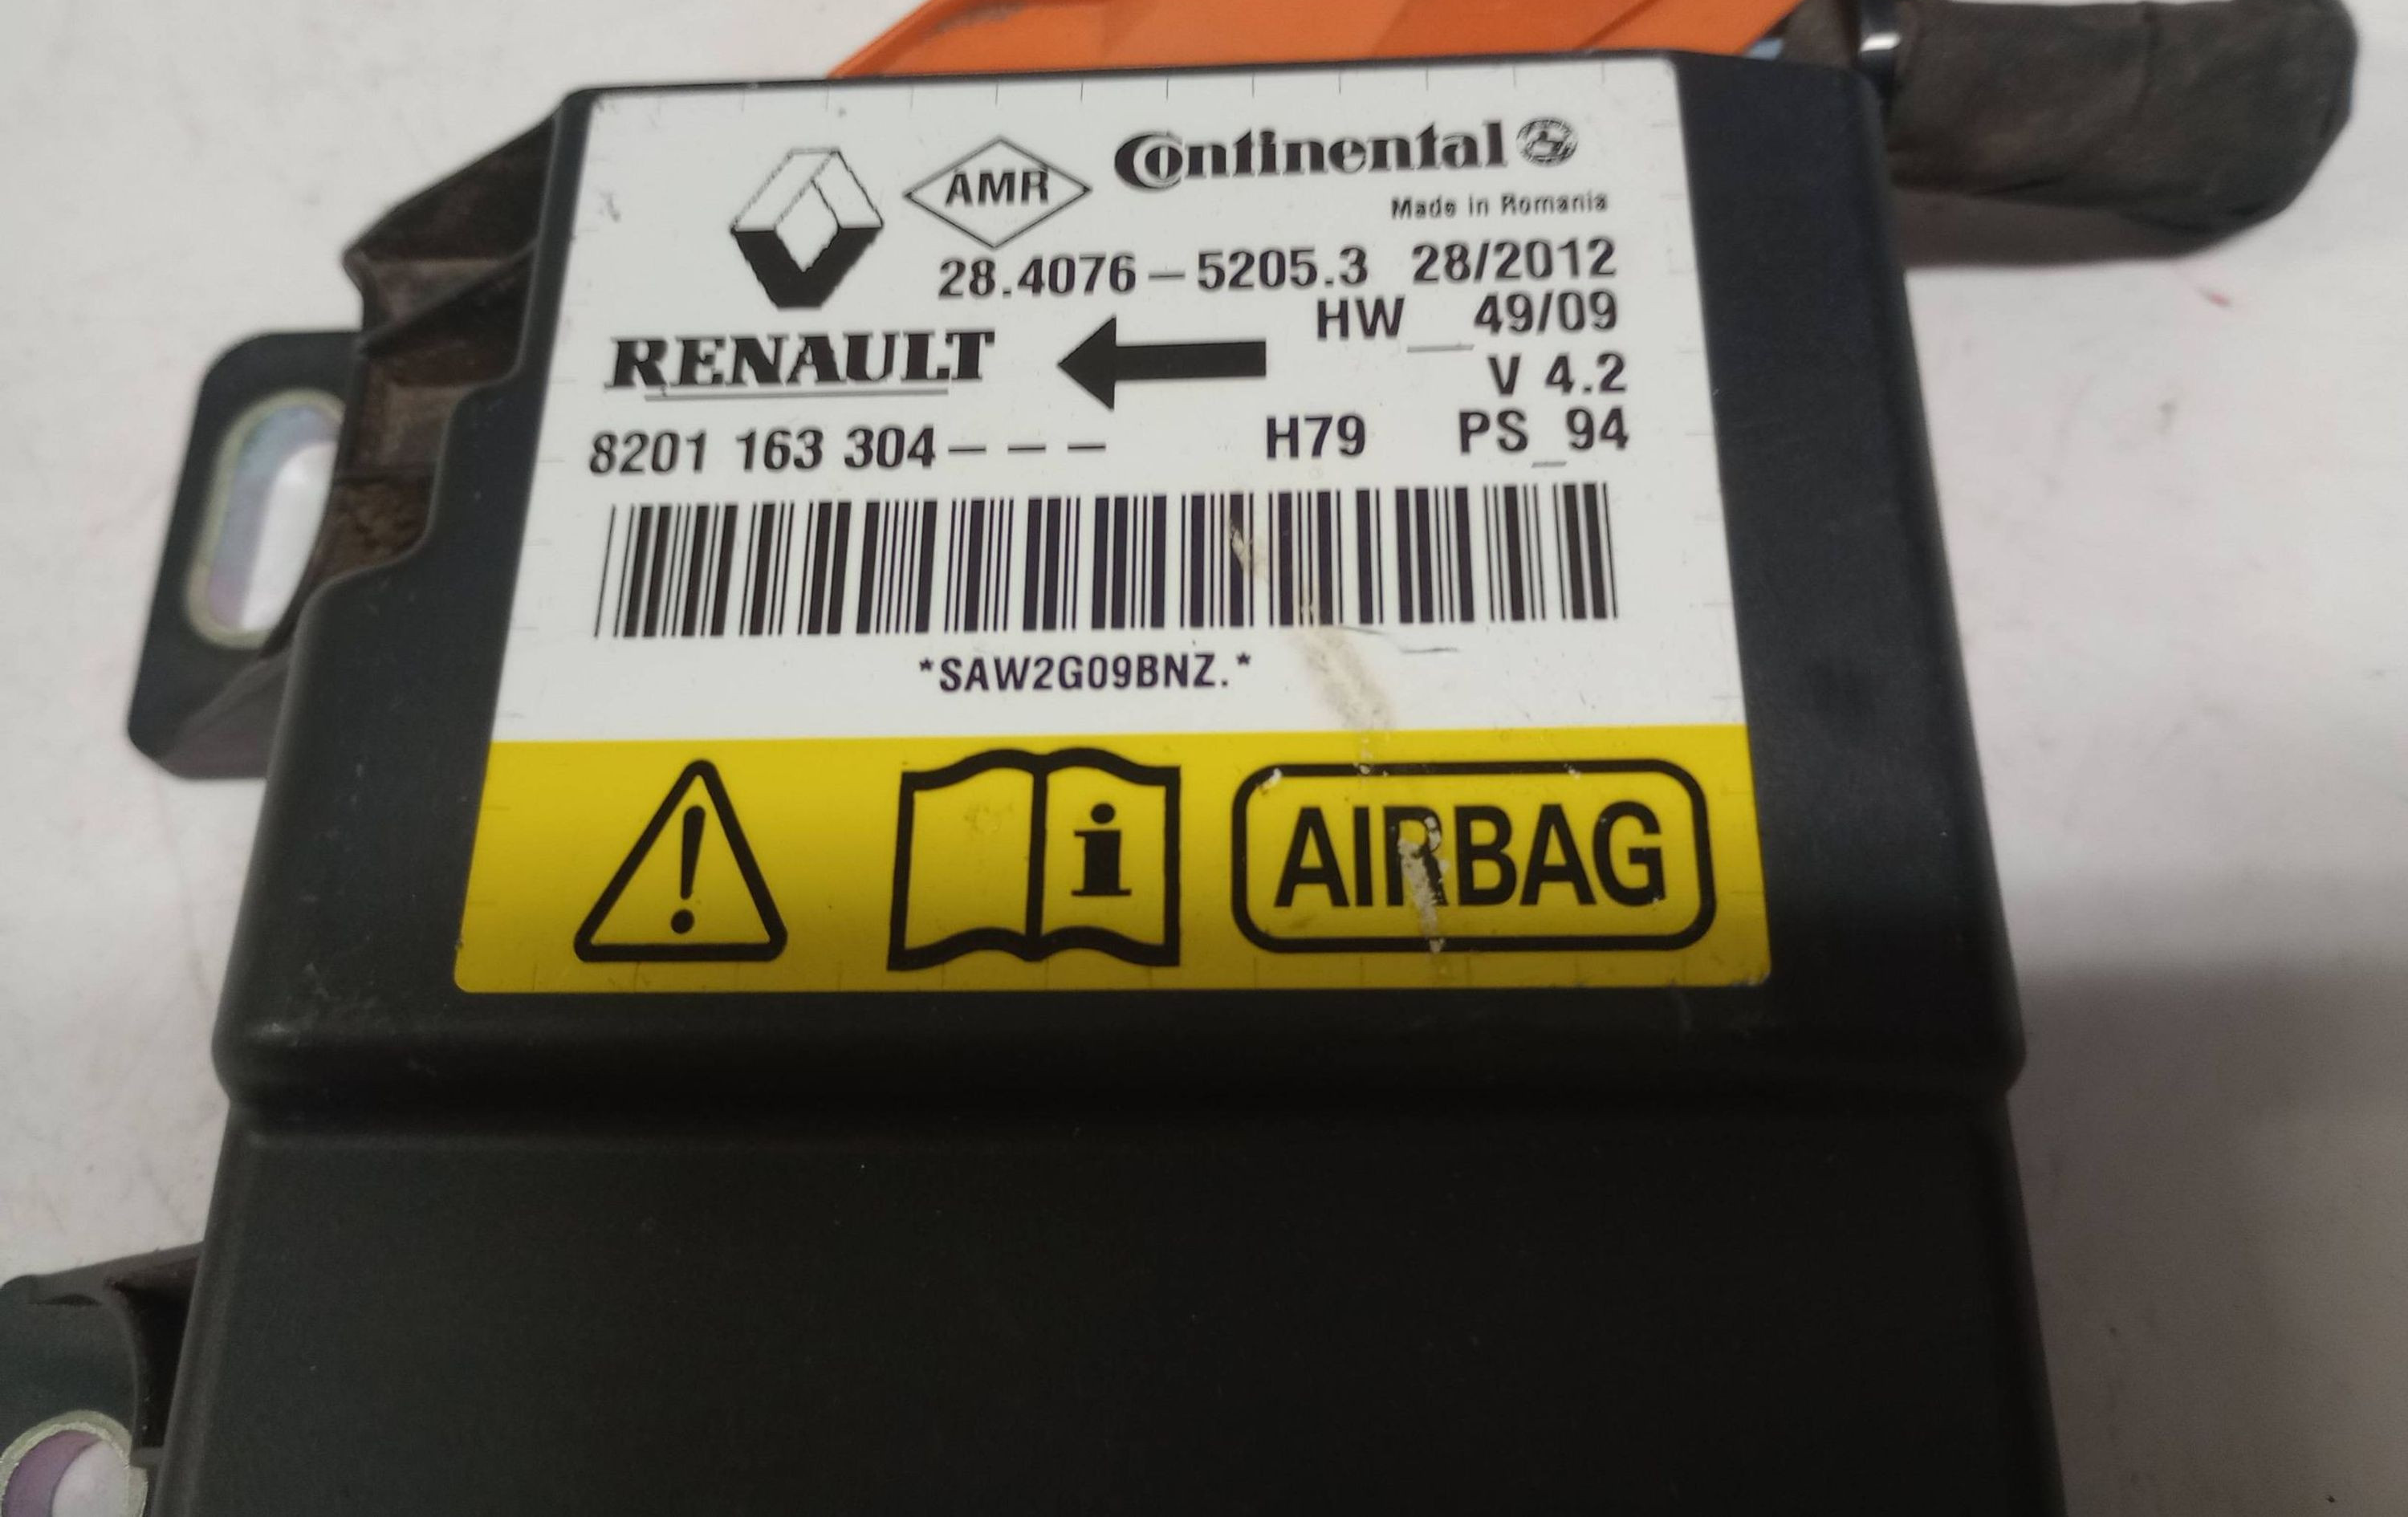 AMR Continental
Made in Romania
28.4076-5205.3 28/2012
HW__49/09
RENAULT
V 4.2
8201 163 304--- H79 PS_94
*SAW2G09BNZ.*
! i AIRBAG